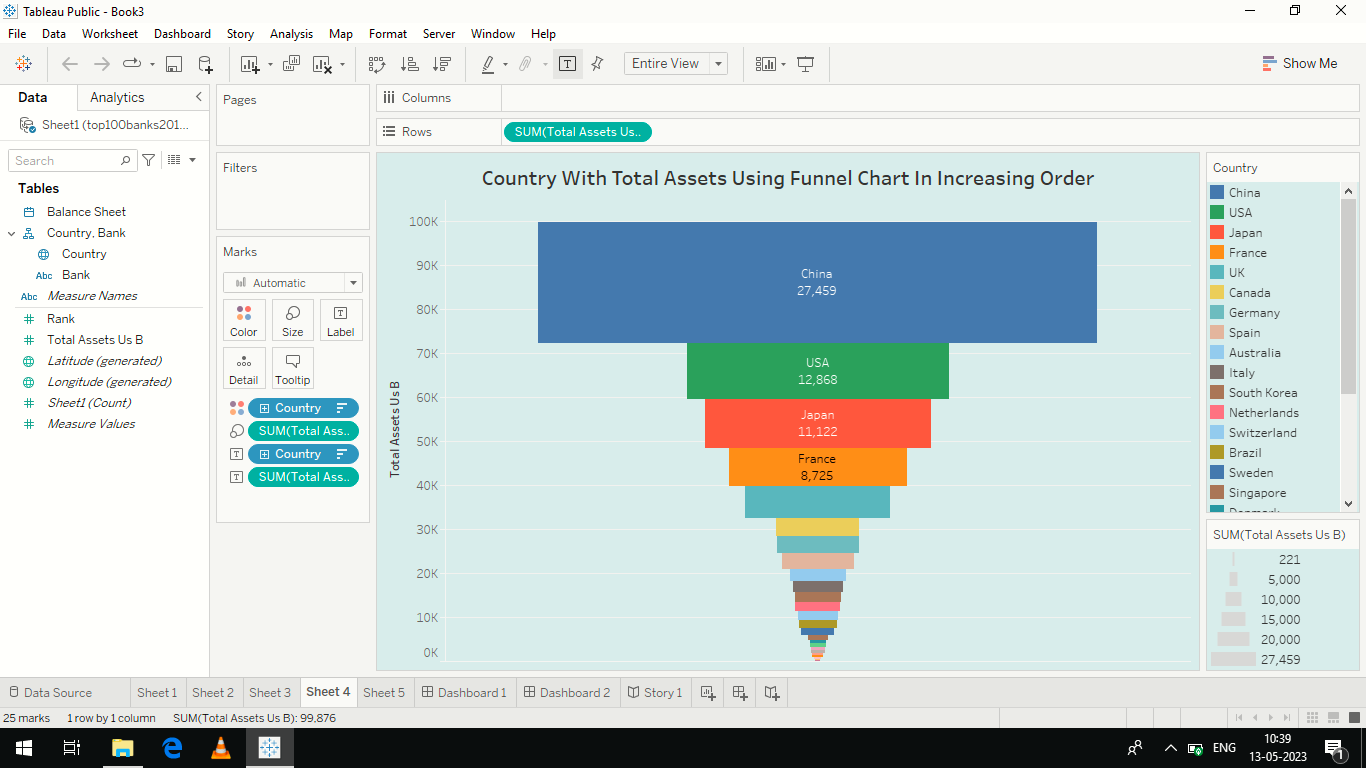 Tableau Public - Book3
File Data Worksheet Dashboard Story Analysis Map Format Server Window Help
Entire View
Show Me
Data Analytics
Sheet1 (top100banks201...
Search
Tables
Balance Sheet
Country, Bank
Country
Abc Bank
Abc Measure Names
Rank
Total Assets Us B
Latitude (generated)
Longitude (generated)
Sheet1 (Count)
Measure Values
Pages
Filters
Marks
Automatic
Color Size Label
Detail Tooltip
Country
SUM(Total Ass..
Country
SUM(Total Ass..
Columns
Rows SUM(Total Assets Us..
Country With Total Assets Using Funnel Chart In Increasing Order
Total Assets Us B
100K
90K
80K
70K
60K
50K
40K
30K
20K
10K
0K
China
27,459
USA
12,868
Japan
11,122
France
8,725
Country
China
USA
Japan
France
UK
Canada
Germany
Spain
Australia
Italy
South Korea
Netherlands
Switzerland
Brazil
Sweden
Singapore
SUM(Total Assets Us B)
221
5,000
10,000
15,000
20,000
27,459
Data Source Sheet 1 Sheet 2 Sheet 3 Sheet 4 Sheet 5 Dashboard 1 Dashboard 2 Story 1
25 marks 1 row by 1 column SUM(Total Assets Us B): 99,876
ENG
10:39
13-05-2023
1